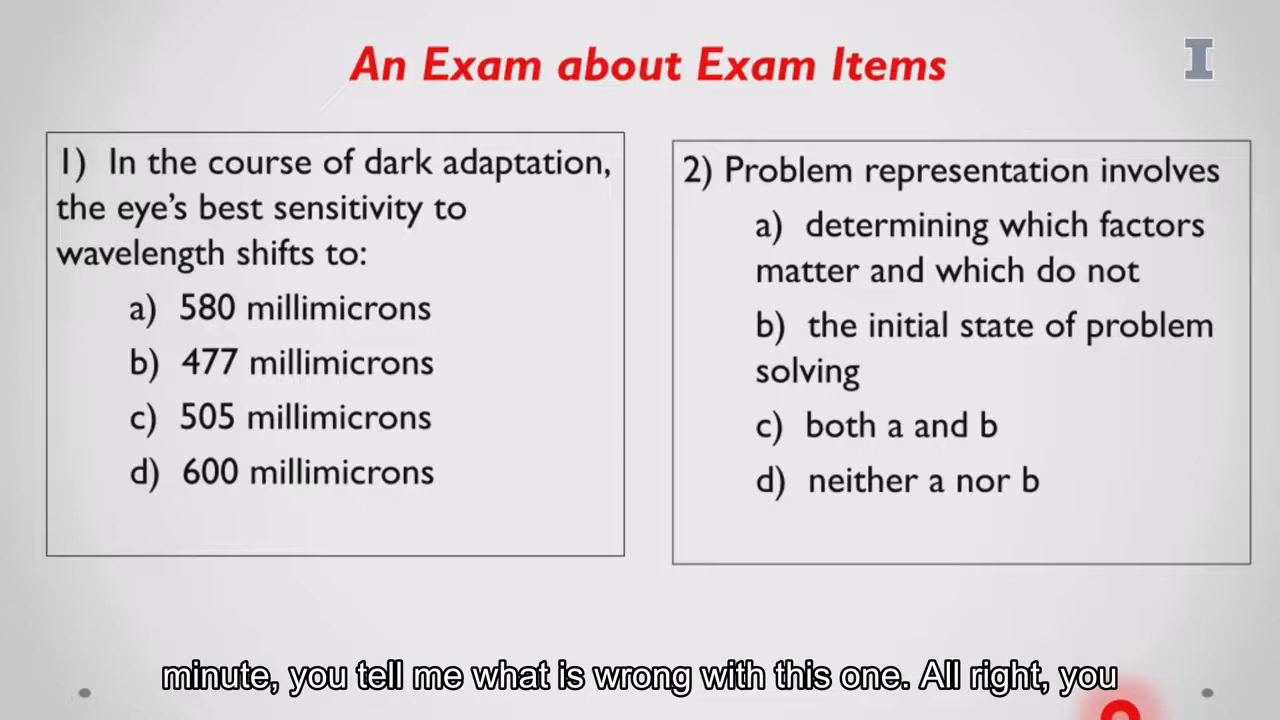 An Exam about Exam Items
I
1) In the course of dark adaptation,
the eye's best sensitivity to
wavelength shifts to:
a) 580 millimicrons
b) 477 millimicrons
c) 505 millimicrons
d) 600 millimicrons
2) Problem representation involves
a) determining which factors
matter and which do not
b) the initial state of problem
solving
c) both a and b
d) neither a nor b
minute, you tell me what is wrong with this one. All right, you